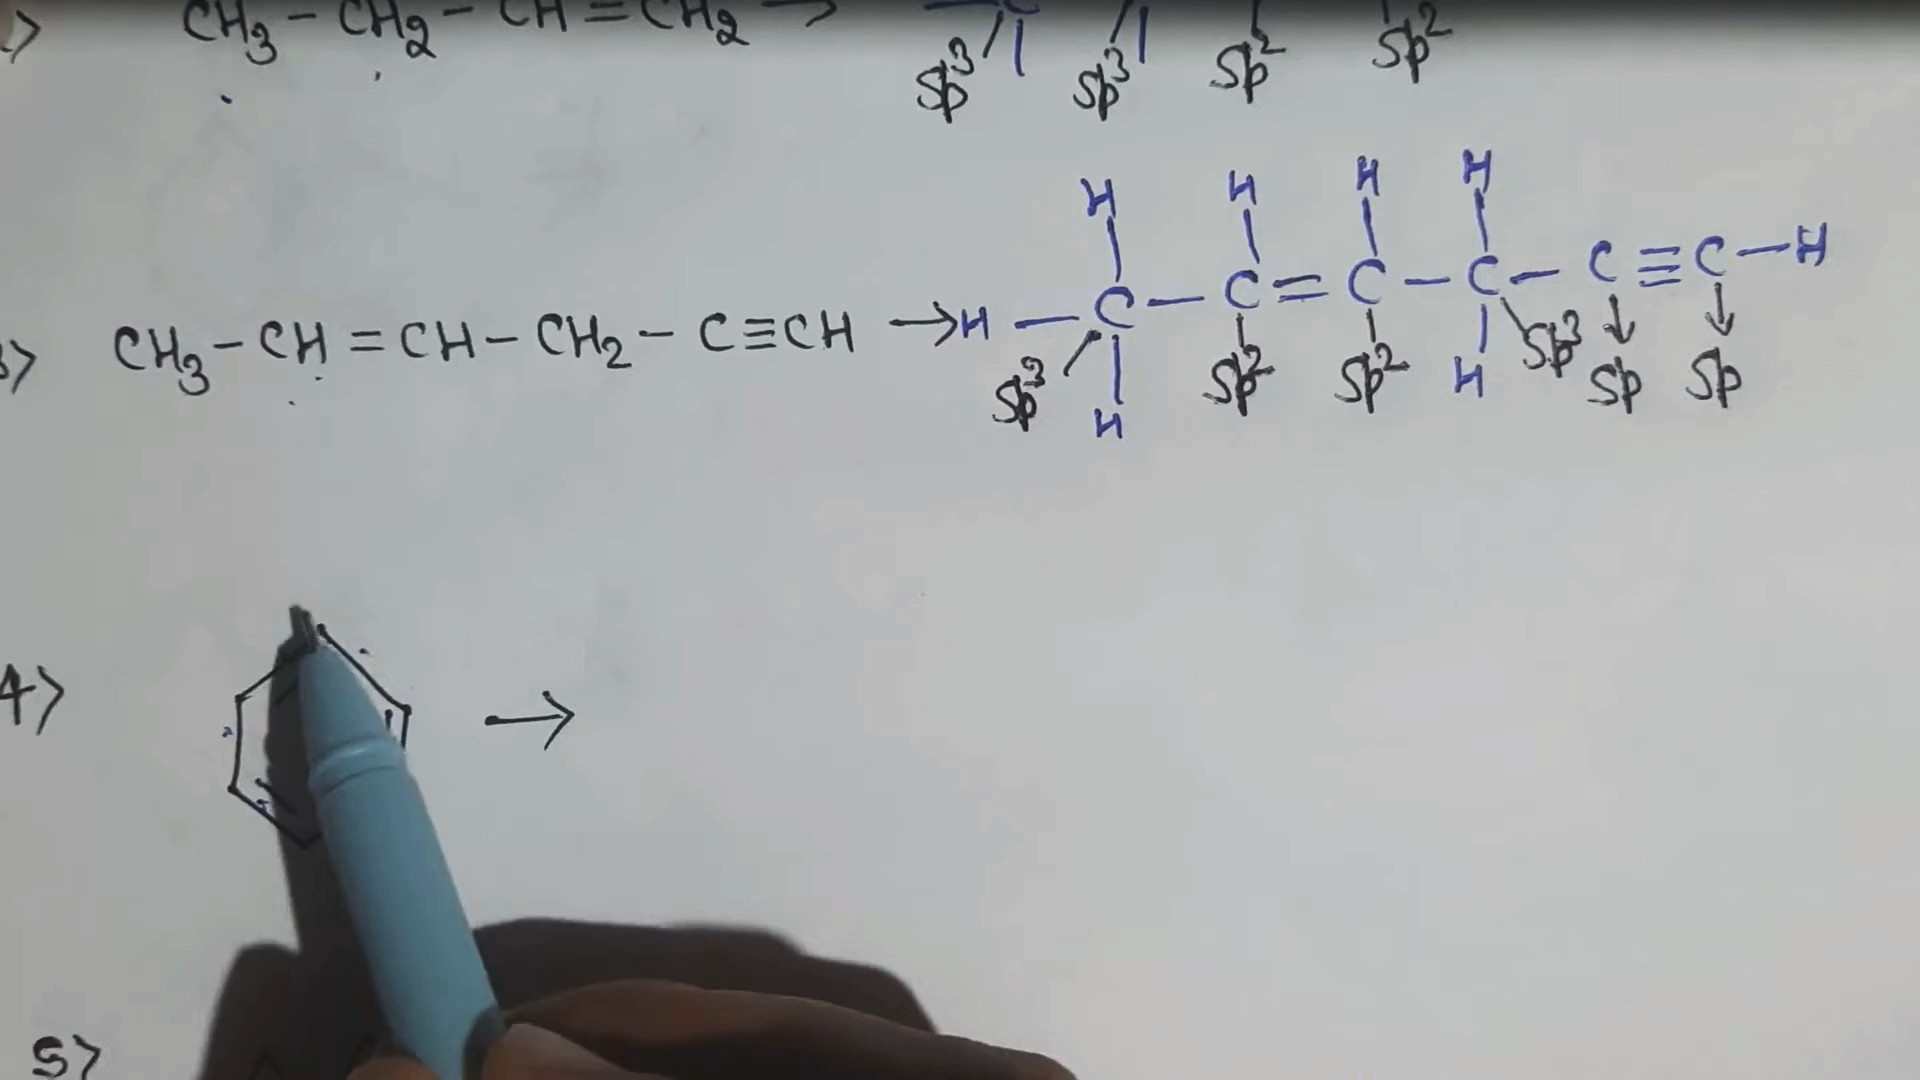 CH₃ – CH₂ – CH = CH₂ →
sp³ sp³ sp² sp²
H H H H
3> CH₃ – CH = CH – CH₂ – C ≡ CH → H – C – C = C – C – C ≡ C – H
sp³ sp² sp² H sp³ sp sp
H
4> →
5>